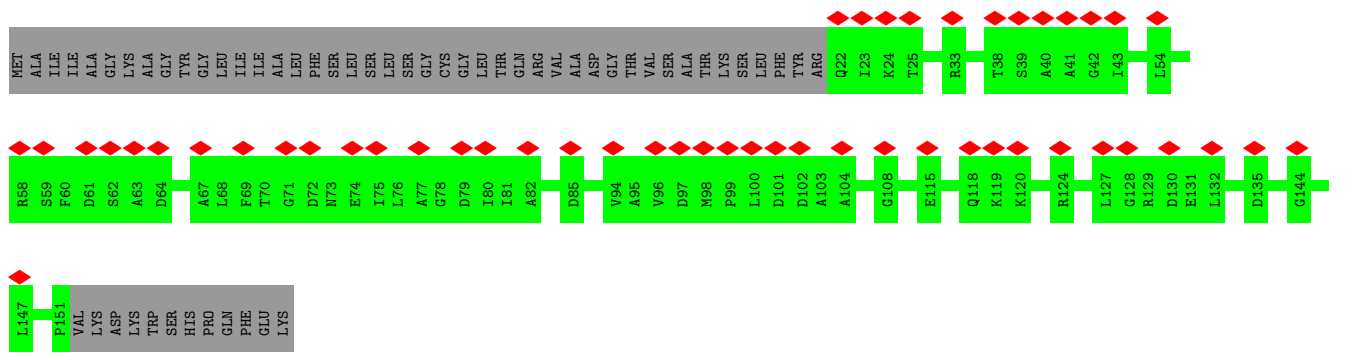 MET ALA ILE ILE ALA GLY LYS ALA GLY TYR GLY LEU ILE ILE ALA LEU PHE SER LEU SER LEU SER GLY CYS GLY LEU THR GLN ARG VAL ALA ASP GLY THR VAL SER ALA THR LYS SER LEU PHE TYR ARG Q22 I23 K24 T25 R33 T38 S39 A40 A41 G42 I43 L54
R58 S59 F60 D61 S62 A63 D64 A67 L68 F69 T70 G71 D72 N73 E74 I75 L76 A77 G78 D79 I80 I81 A82 D85 V94 A95 V96 D97 M98 P99 L100 D101 D102 A103 A104 G108 E115 Q118 K119 K120 R124 L127 G128 R129 D130 E131 L132 D135 G144
L147 P151 VAL LYS ASP LYS TRP SER HIS PRO GLN PHE GLU LYS